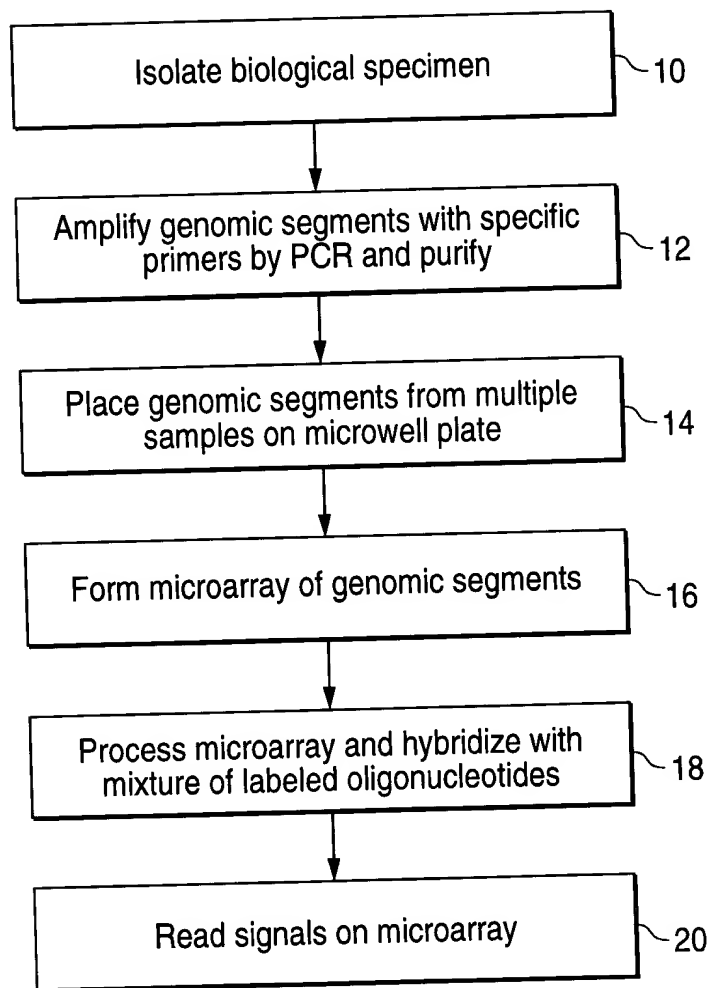 Isolate biological specimen
10
Amplify genomic segments with specific
primers by PCR and purify
12
Place genomic segments from multiple
samples on microwell plate
14
Form microarray of genomic segments
16
Process microarray and hybridize with
mixture of labeled oligonucleotides
18
Read signals on microarray
20